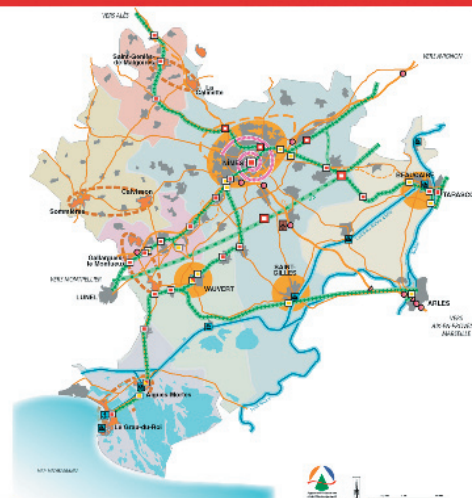 VERS ALÈS
Saint-Geniès
de Malgoirès
La
Calmette
VERS AVIGNON
NIMES
BEAUCAIRE
TARASCON
Calvisson
Sommières
Gallargues
le Montueux
VERS MONTPELLIER
LUNEL
VAUVERT
SAINT-
GILLES
ARLES
VERS
AIX-EN-PROVENCE
MARSEILLE
Aigues Mortes
Le Grau-du-Roi